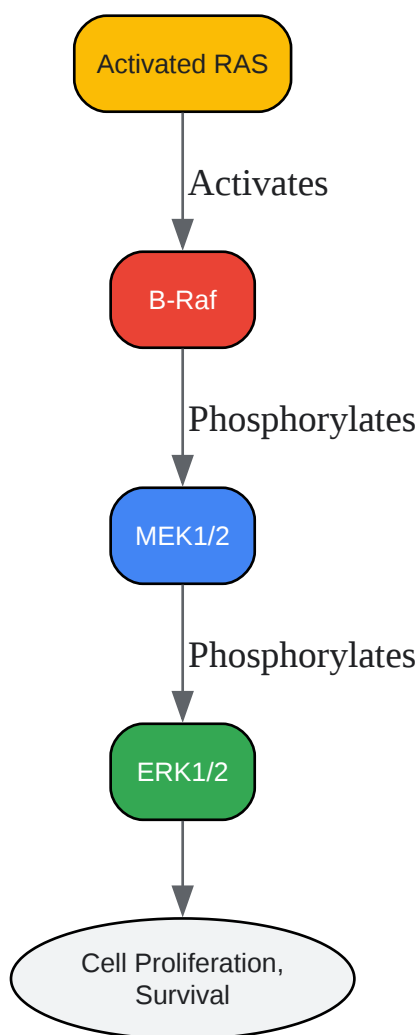 Activated RAS
Activates
B-Raf
Phosphorylates
MEK1/2
Phosphorylates
ERK1/2
Cell Proliferation,
Survival